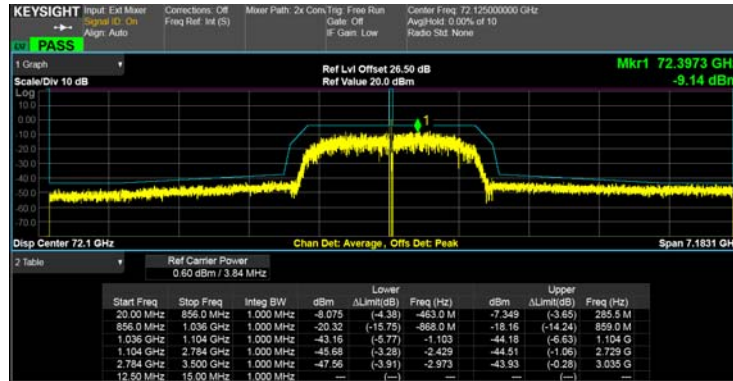 KEYSIGHT Input: Ext Mixer Corrections: Off Mixer Path: 2x Conv Trig: Free Run Center Freq: 72.125000000 GHz
Signal ID: On Freq Ref: Int (S) Gate: Off Avg|Hold: 0.00% of 10
Align: Auto IF Gain: Low Radio Std: None
PASS
1 Graph Ref Lvl Offset 26.50 dB Mkr1 72.3973 GH
Scale/Div 10 dB Ref Value 20.0 dBm -9.14 dBm
Log
10.0
0.00
-10.0
1
-20.0
-30.0
-40.0
-50.0
-60.0
-70.0
Disp Center 72.1 GHz Chan Det: Average, Offs Det: Peak Span 7.1831 G
2 Table Ref Carrier Power
0.60 dBm / 3.84 MHz
Lower Upper
Start Freq Stop Freq Integ BW dBm ΔLimit(dB) Freq (Hz) dBm ΔLimit(dB) Freq (Hz)
20.00 MHz 856.0 MHz 1.000 MHz -8.075 (-4.38) -463.0 M -7.349 (-3.65) 285.5 M
856.0 MHz 1.036 GHz 1.000 MHz -20.32 (-15.75) -868.0 M -18.16 (-14.24) 859.0 M
1.036 GHz 1.104 GHz 1.000 MHz -43.16 (-5.77) -1.103 -44.18 (-6.63) 1.104 G
1.104 GHz 2.784 GHz 1.000 MHz -45.68 (-3.28) -2.429 -44.51 (-1.06) 2.729 G
2.784 GHz 3.500 GHz 1.000 MHz -47.56 (-3.91) -2.973 -43.93 (-0.28) 3.035 G
12.50 MHz 15.00 MHz 1.000 MHz --- (---) --- --- (---) ---